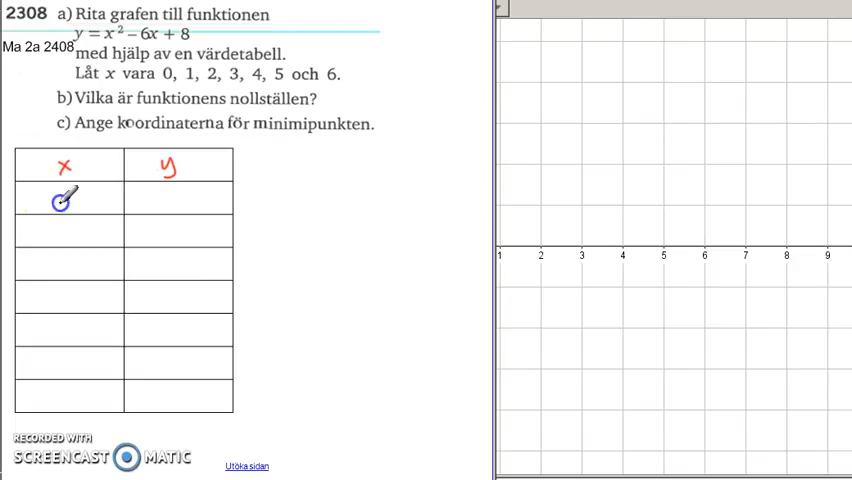 2308 a) Rita grafen till funktionen
y = x² – 6x + 8
Ma 2a 2408
med hjälp av en värdetabell.
Låt x vara 0, 1, 2, 3, 4, 5 och 6.
b) Vilka är funktionens nollställen?
c) Ange koordinaterna för minimipunkten.
x y
0
1 2 3 4 5 6 7 8 9
RECORDED WITH
SCREENCAST MATIC
Utöka sidan